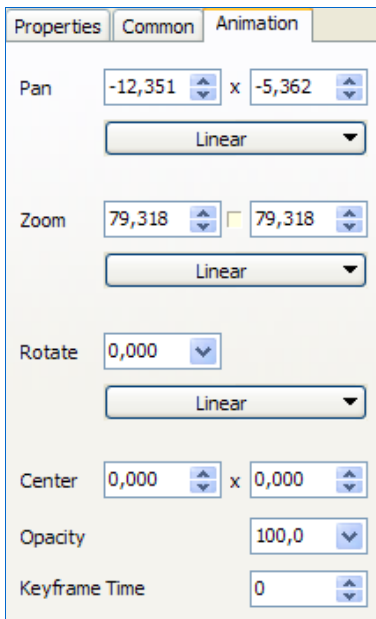 Properties Common Animation
Pan -12,351 x -5,362
Linear
Zoom 79,318 79,318
Linear
Rotate 0,000
Linear
Center 0,000 x 0,000
Opacity 100,0
Keyframe Time 0